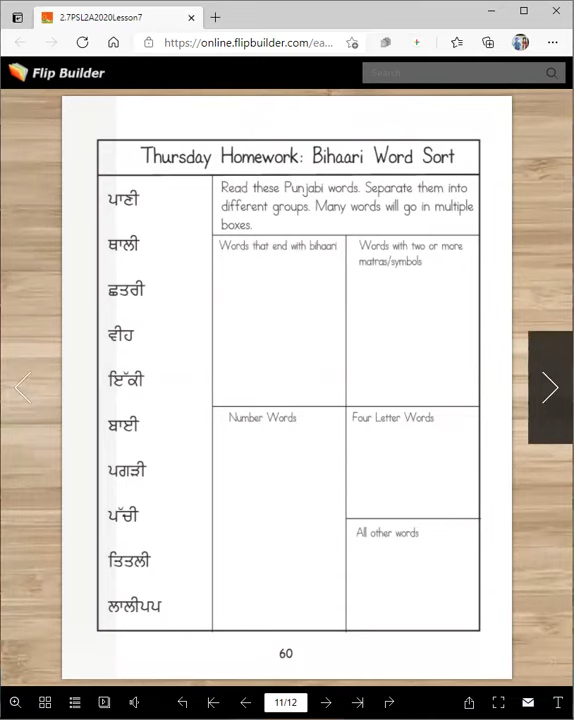 2.7PSL2A2020Lesson7
https://online.flipbuilder.com/ea...
Flip Builder
Search
Thursday Homework: Bihaari Word Sort
ਪਾਣੀ
ਥਾਲੀ
ਛਤਰੀ
ਵੀਹ
ਇੱਕੀ
ਬਾਈ
ਪਗੜੀ
ਪੱਚੀ
ਤਿਤਲੀ
ਲਾਲੀਪਪ
Read these Punjabi words. Separate them into
different groups. Many words will go in multiple
boxes.
Words that end with bihaari
Words with two or more
matras/symbols
Number Words
Four Letter Words
All other words
60
11/12